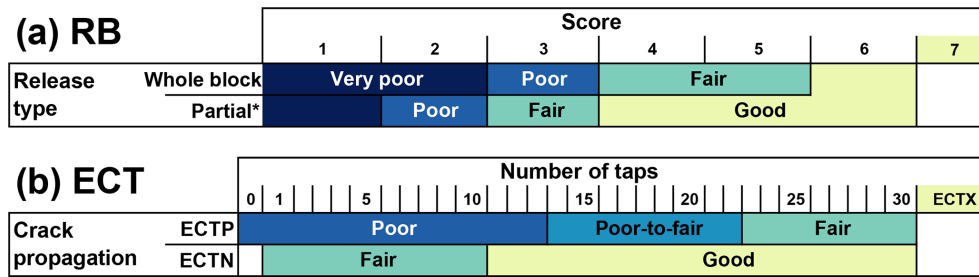 (a) RB
Score
1 2 3 4 5 6 7
Release type
Whole block Very poor Poor Fair
Partial* Poor Fair Good
(b) ECT
Number of taps
0 1 5 10 15 20 25 30 ECTX
Crack propagation
ECTP Poor Poor-to-fair Fair
ECTN Fair Good